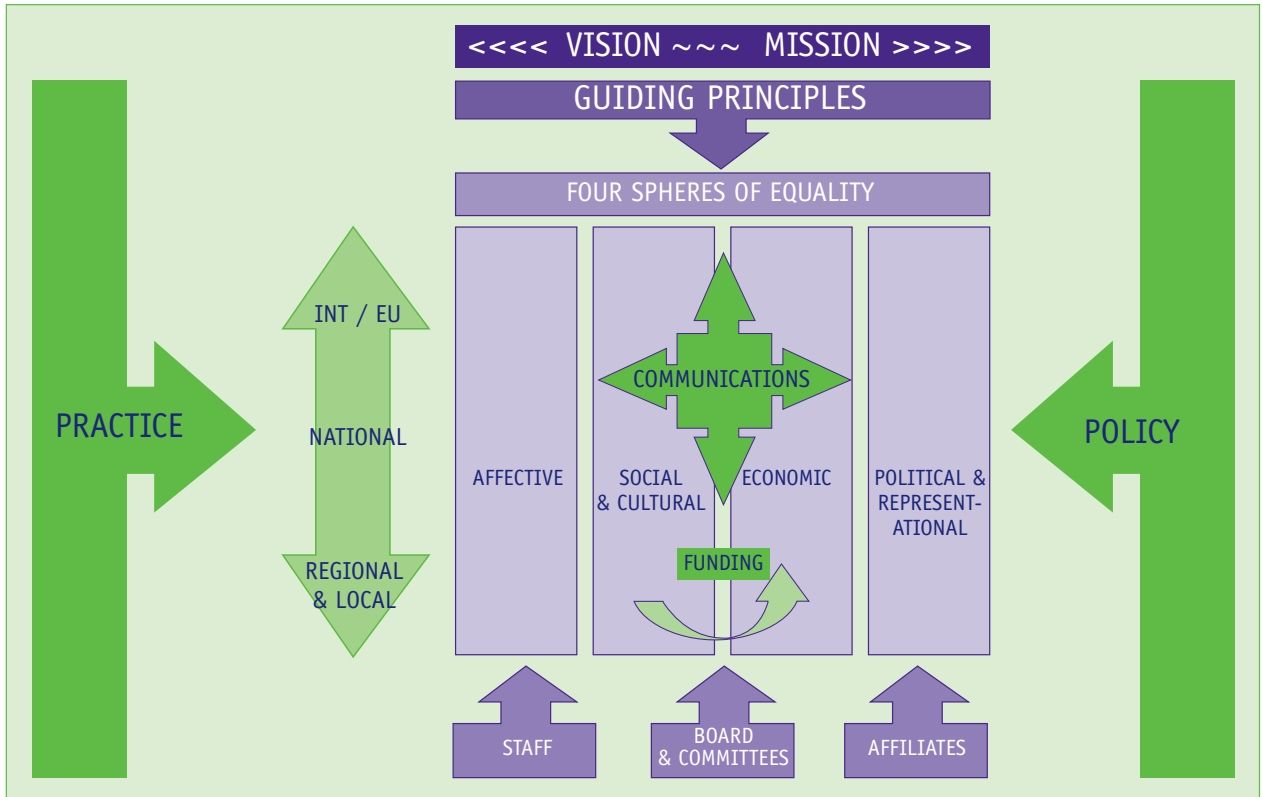 <<<< VISION ~~~ MISSION >>>>
GUIDING PRINCIPLES
FOUR SPHERES OF EQUALITY
PRACTICE
INT / EU
NATIONAL
REGIONAL
& LOCAL
AFFECTIVE
SOCIAL
& CULTURAL
ECONOMIC
POLITICAL &
REPRESENT-
ATIONAL
COMMUNICATIONS
FUNDING
POLICY
STAFF
BOARD
& COMMITTEES
AFFILIATES